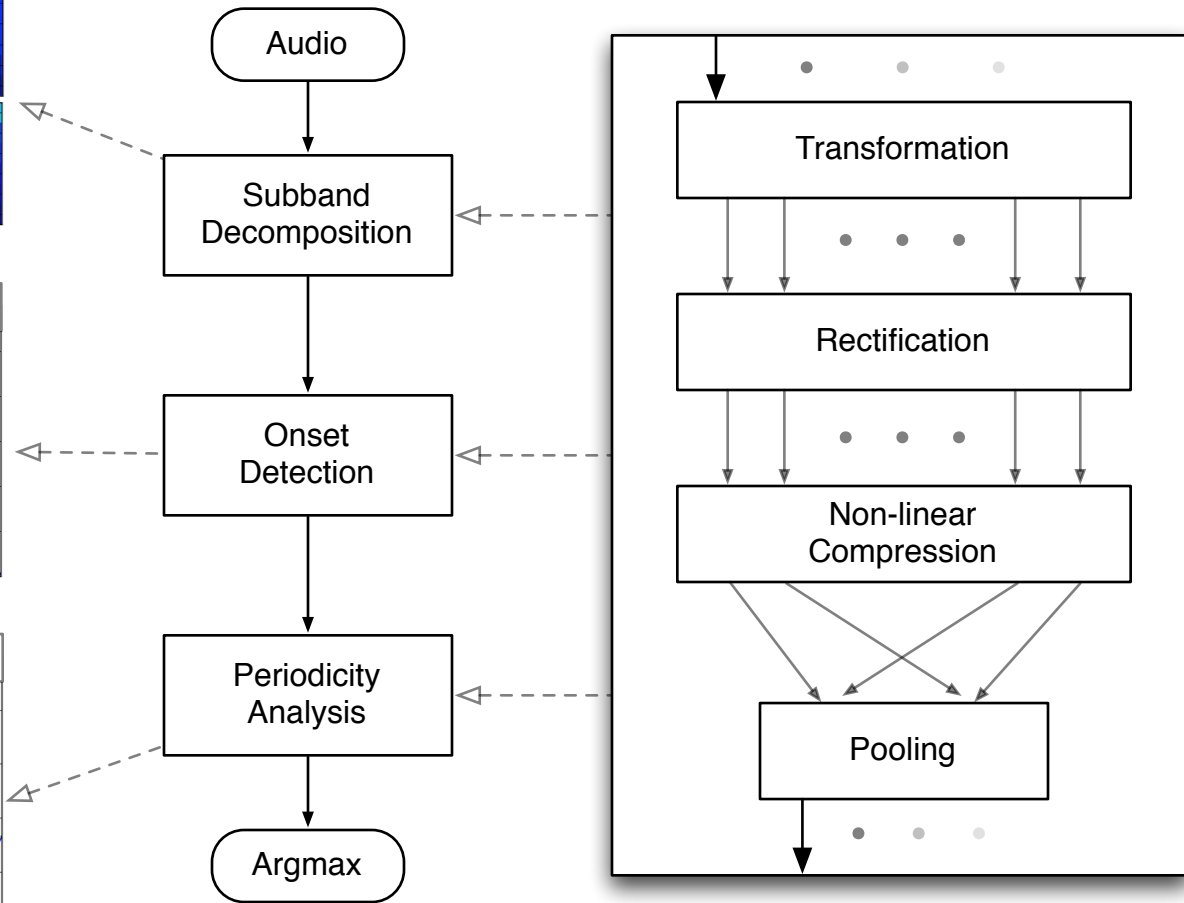 Audio
Subband
Decomposition
Onset
Detection
Periodicity
Analysis
Argmax
Transformation
Rectification
Non-linear
Compression
Pooling